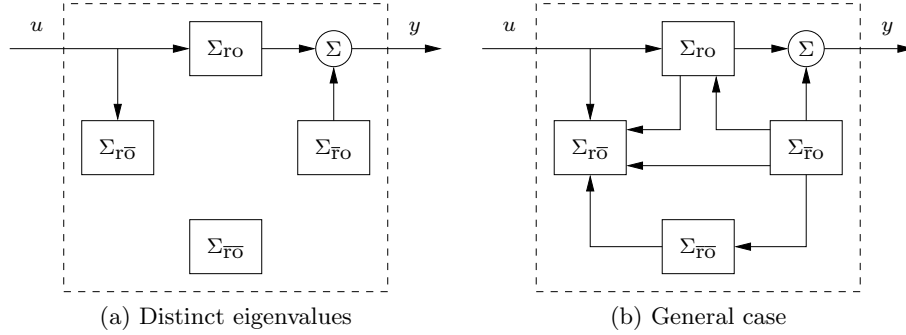 u Σro Σ y
Σrō Σr̄o
Σr̄ō
(a) Distinct eigenvalues
u Σro Σ y
Σrō Σr̄o
Σr̄ō
(b) General case